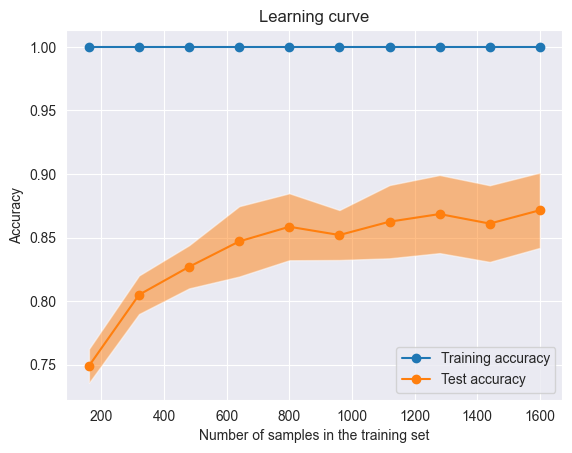 Learning curve
1.00
0.95
0.90
0.85
0.80
0.75
Accuracy
Training accuracy
Test accuracy
200 400 600 800 1000 1200 1400 1600
Number of samples in the training set